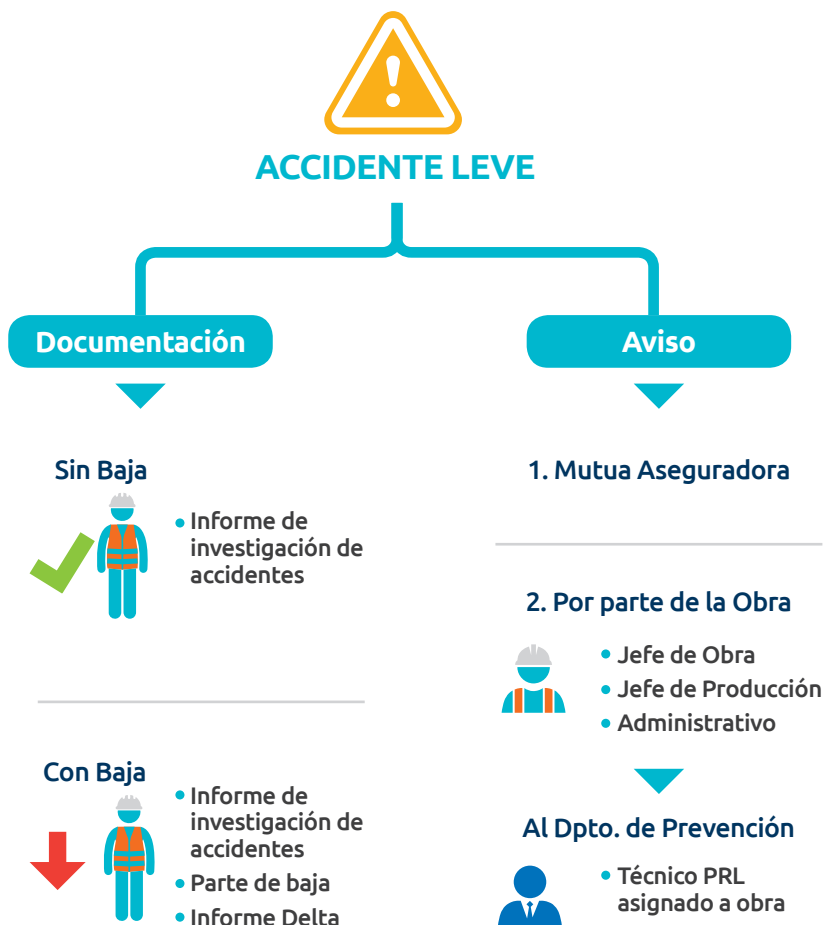 ACCIDENTE LEVE
Documentación
Sin Baja
• Informe de
investigación de
accidentes
Con Baja
• Informe de
investigación de
accidentes
• Parte de baja
• Informe Delta
Aviso
1. Mutua Aseguradora
2. Por parte de la Obra
• Jefe de Obra
• Jefe de Producción
• Administrativo
Al Dpto. de Prevención
• Técnico PRL
asignado a obra